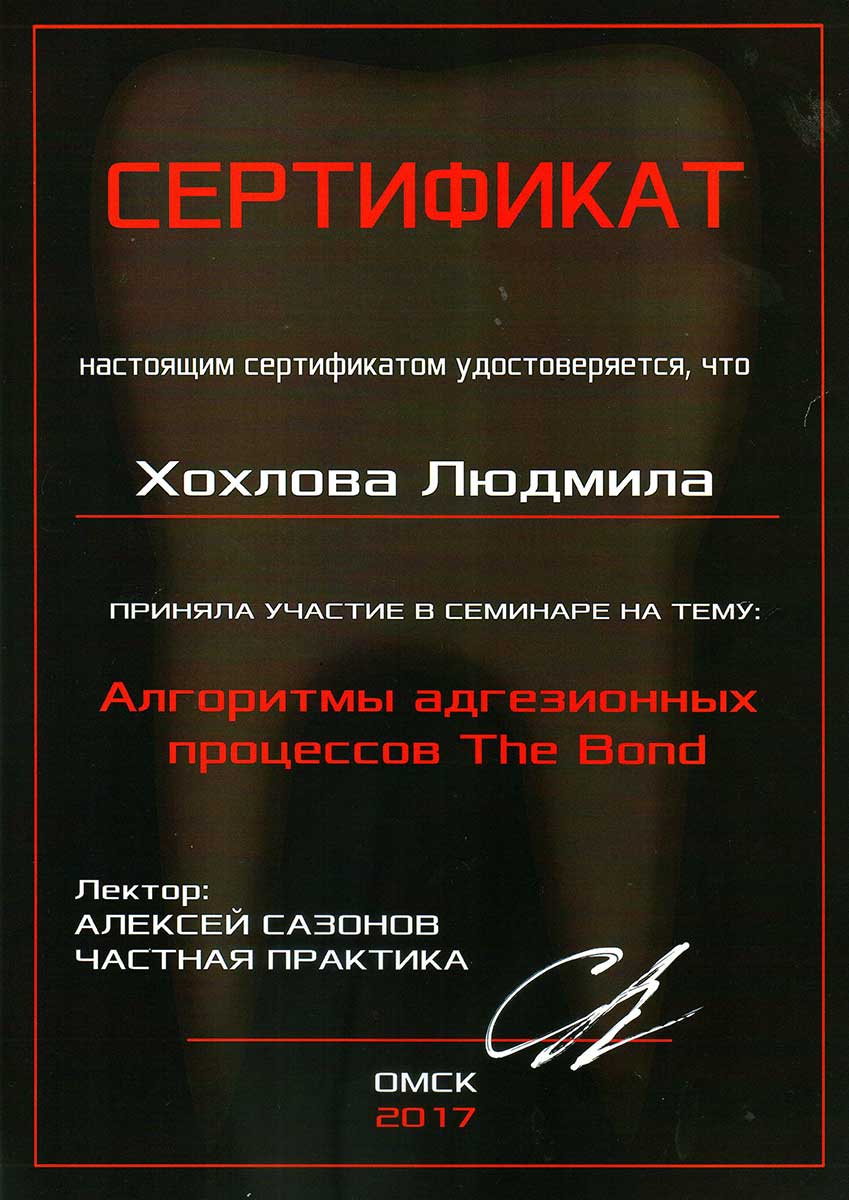 СЕРТИФИКАТ
настоящим сертификатом удостоверяется, что
Хохлова Людмила
ПРИНЯЛА УЧАСТИЕ В СЕМИНАРЕ НА ТЕМУ:
Алгоритмы адгезионных
процессов The Bond
Лектор:
АЛЕКСЕЙ САЗОНОВ
ЧАСТНАЯ ПРАКТИКА
ОМСК
2017